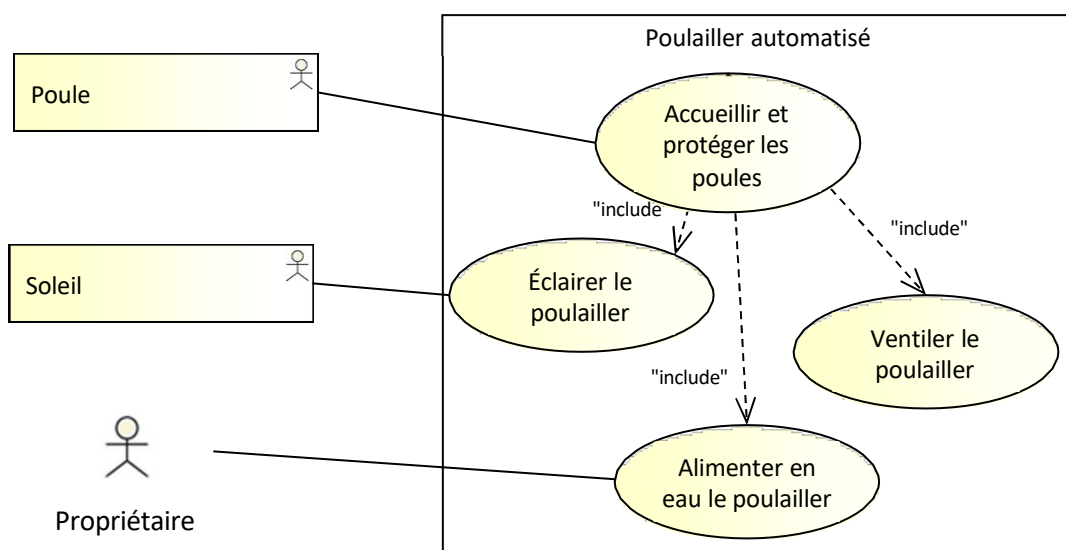 Poulailler automatisé
Poule
Accueillir et
protéger les
poules
"include
"include"
Soleil
Éclairer le
poulailler
Ventiler le
poulailler
"include"
Alimenter en
eau le poulailler
Propriétaire